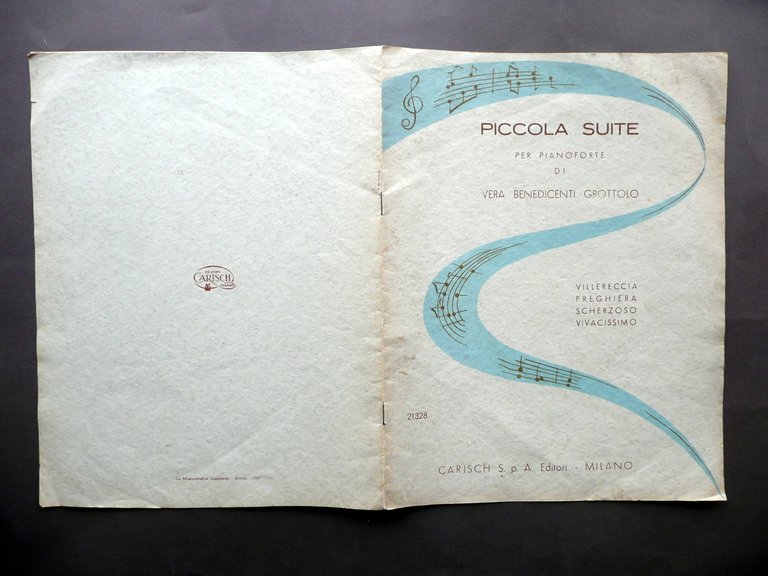 PICCOLA SUITE
PER PIANOFORTE
DI
VERA BENEDICENTI GROTTOLO
VILLERECCIA
PREGHIERA
SCHERZOSO
VIVACISSIMO
21328
CARISCH S. p. A. Editori - MILANO
CARISCH